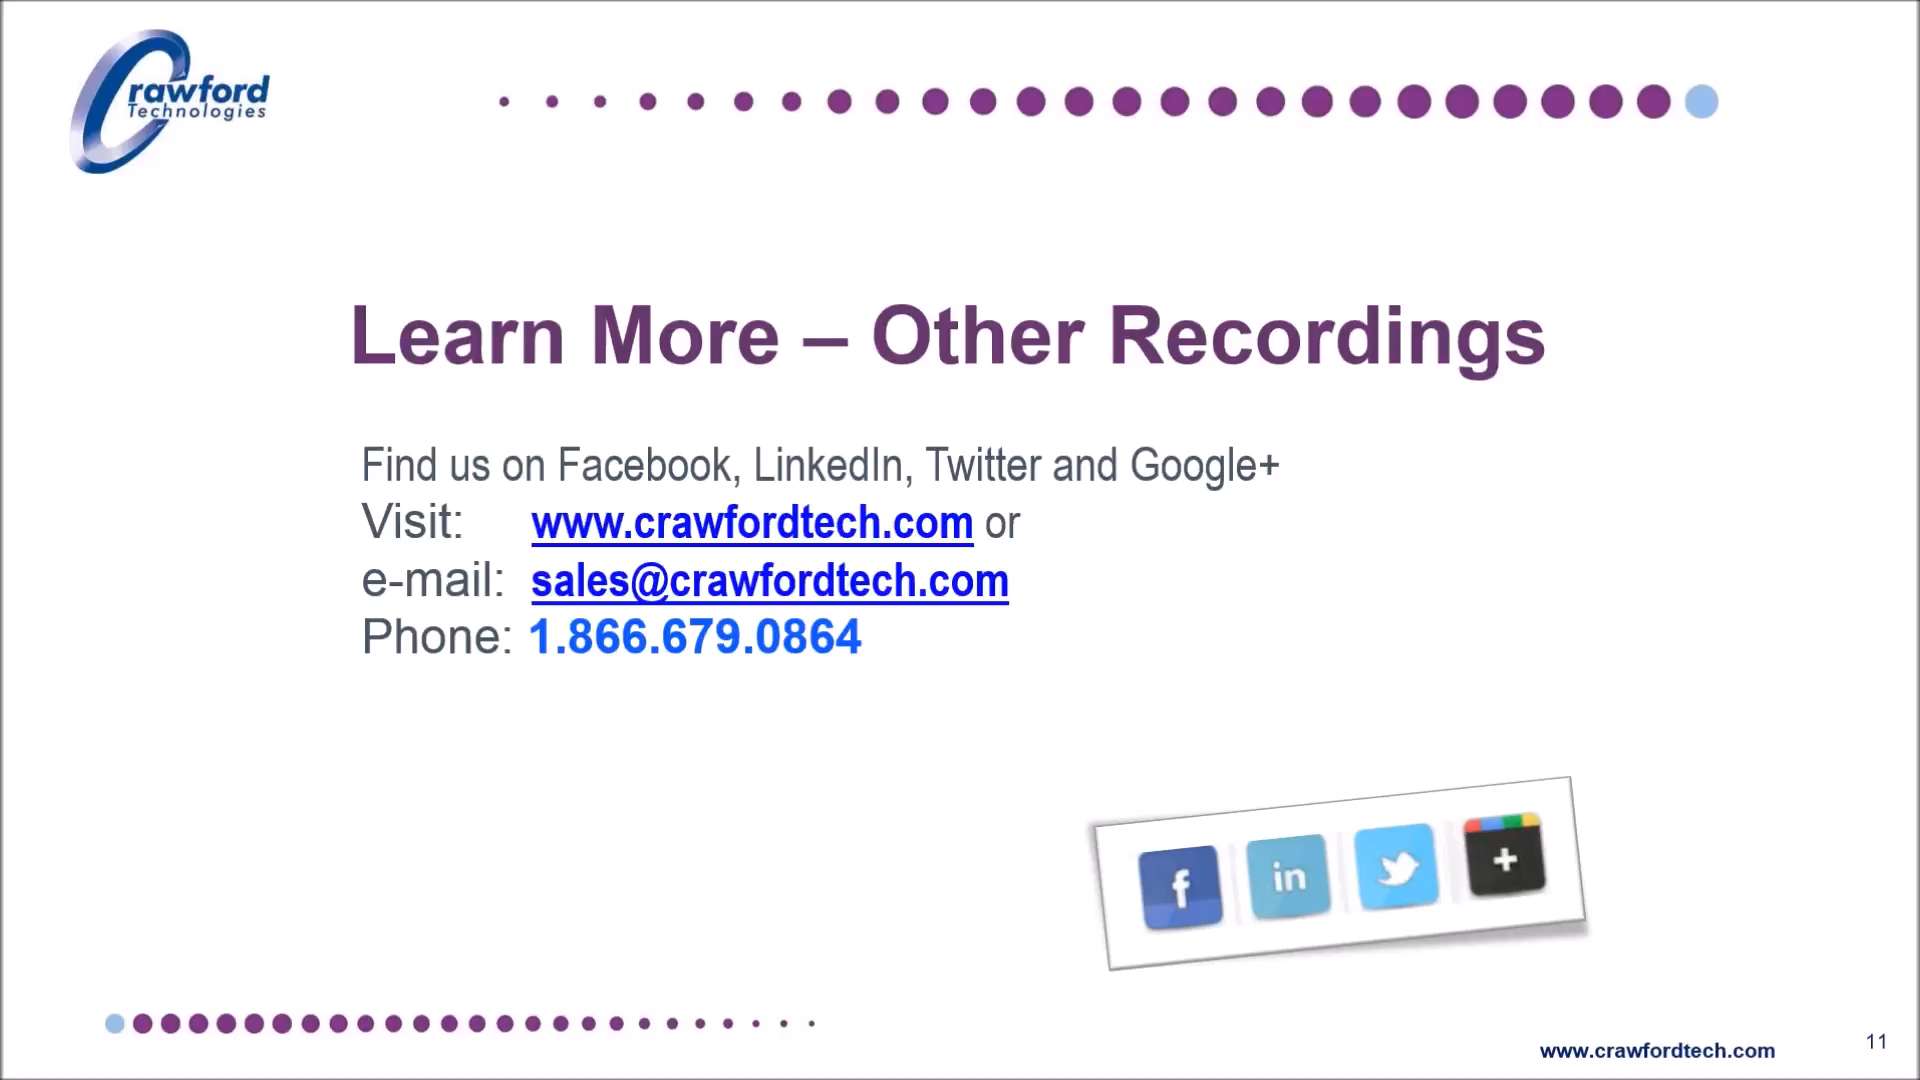 Crawford
Technologies
Learn More – Other Recordings
Find us on Facebook, LinkedIn, Twitter and Google+
Visit: www.crawfordtech.com or
e-mail: sales@crawfordtech.com
Phone: 1.866.679.0864
f in +
www.crawfordtech.com 11